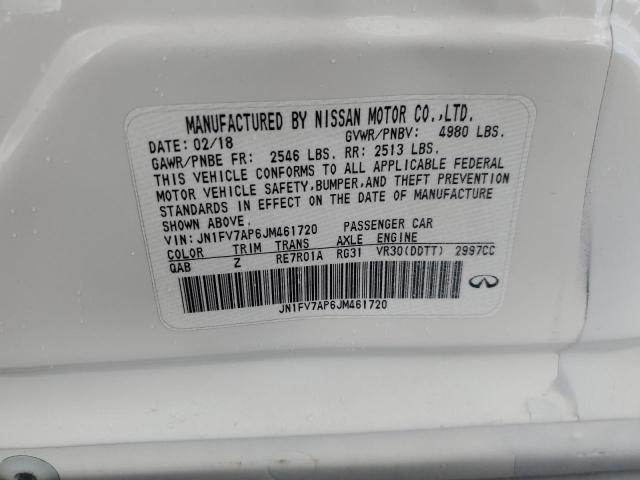 MANUFACTURED BY NISSAN MOTOR CO.,LTD.
DATE: 02/18 GVWR/PNBV: 4980 LBS.
GAWR/PNBE FR: 2546 LBS. RR: 2513 LBS.
THIS VEHICLE CONFORMS TO ALL APPLICABLE FEDERAL
MOTOR VEHICLE SAFETY,BUMPER,AND THEFT PREVENTION
STANDARDS IN EFFECT ON THE DATE OF MANUFACTURE
SHOWN ABOVE.
VIN: JN1FV7AP6JM461720 PASSENGER CAR
COLOR TRIM TRANS AXLE ENGINE
QAB Z RE7R01A RG31 VR30(DDTT) 2997CC
JN1FV7AP6JM461720